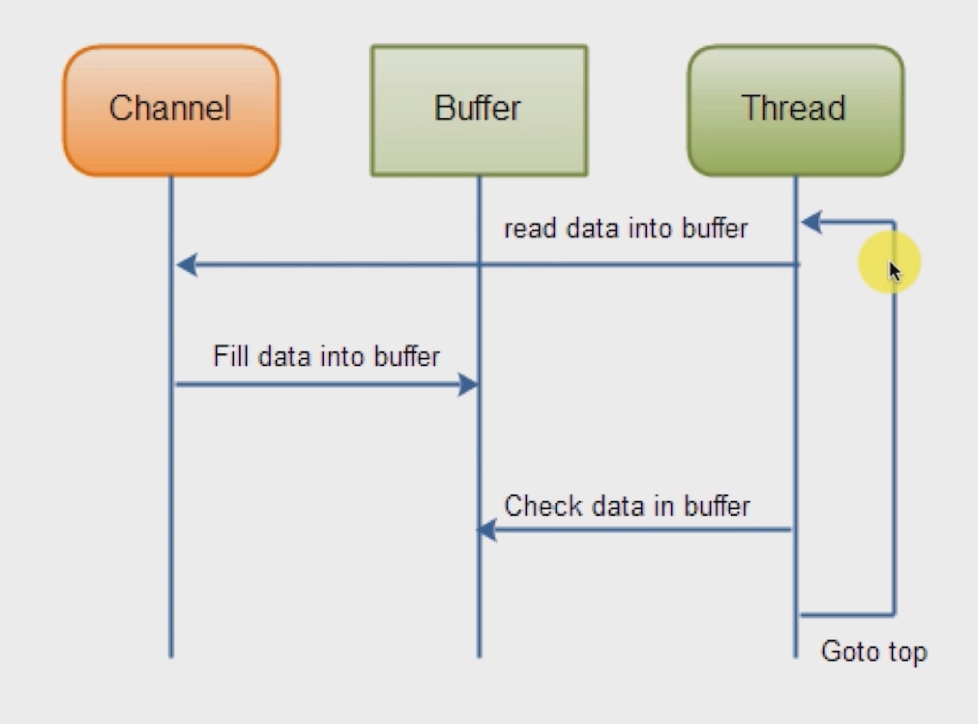 Channel
Buffer
Thread
read data into buffer
Fill data into buffer
Check data in buffer
Goto top